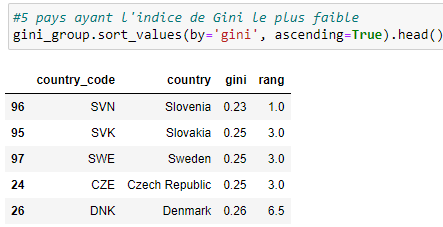 #5 pays ayant l'indice de Gini le plus faible
gini_group.sort_values(by='gini', ascending=True).head()
country_code country gini rang
96 SVN Slovenia 0.23 1.0
95 SVK Slovakia 0.25 3.0
97 SWE Sweden 0.25 3.0
24 CZE Czech Republic 0.25 3.0
26 DNK Denmark 0.26 6.5